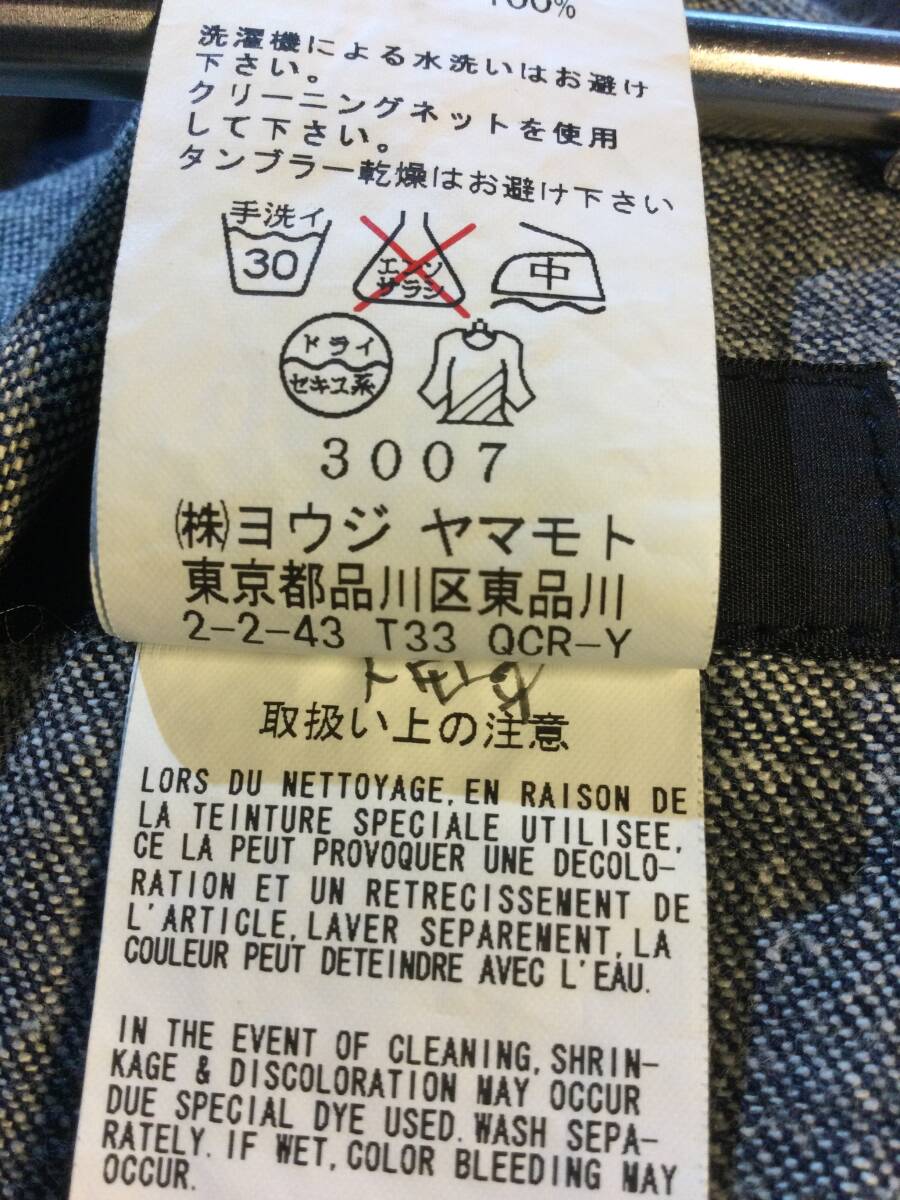 100%
洗濯機による水洗いはお避け
下さい。
クリーニングネットを使用
して下さい。
タンブラー乾燥はお避け下さい
手洗イ
30
エンソ
サラシ
中
ドライ
セキユ系
3007
㈱ヨウジ ヤマモト
東京都品川区東品川
2-2-43 T33 QCR-Y
取扱い上の注意
LORS DU NETTOYAGE, EN RAISON DE
LA TEINTURE SPECIALE UTILISEE,
CE LA PEUT PROVOQUER UNE DECOLO-
RATION ET UN RETRECISSEMENT DE
L'ARTICLE, LAVER SEPAREMENT, LA
COULEUR PEUT DETEINDRE AVEC L'EAU.
IN THE EVENT OF CLEANING, SHRIN-
KAGE & DISCOLORATION MAY OCCUR
DUE SPECIAL DYE USED. WASH SEPA-
RATELY. IF WET, COLOR BLEEDING MAY
OCCUR.